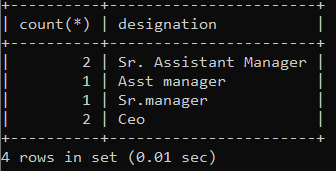 +----------+-----------------------+
| count(*) | designation           |
+----------+-----------------------+
|        2 | Sr. Assistant Manager |
|        1 | Asst manager          |
|        1 | Sr.manager            |
|        2 | Ceo                   |
+----------+-----------------------+
4 rows in set (0.01 sec)